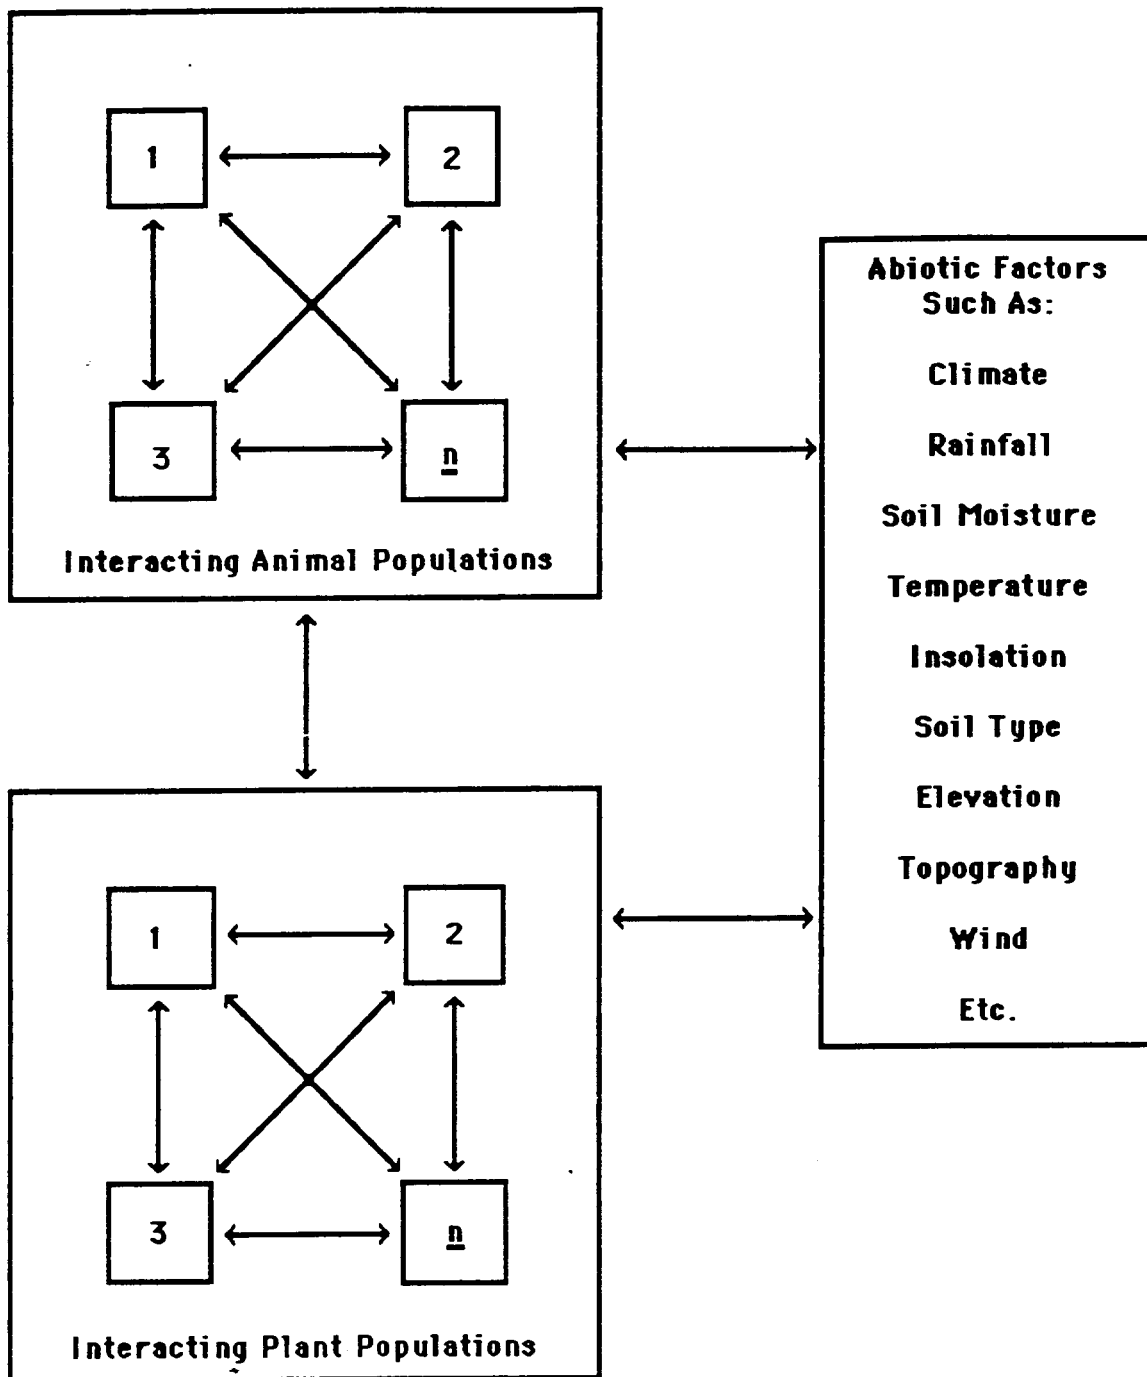 1
2
3
n
Interacting Animal Populations
Abiotic Factors
Such As:
Climate
Rainfall
Soil Moisture
Temperature
Insolation
Soil Type
Elevation
Topography
Wind
Etc.
1
2
3
n
Interacting Plant Populations